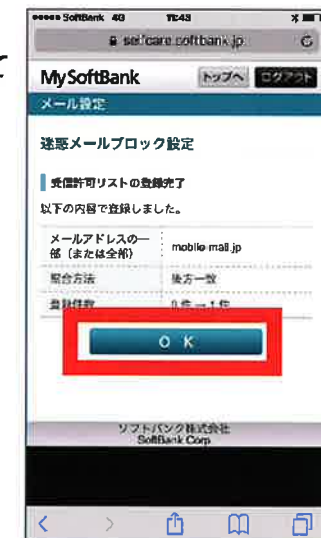 て
SoftBank 4G 11:43
selfcare.softbank.jp
My SoftBank トップへ ログアウト
メール設定
迷惑メールブロック設定
受信許可リストの登録完了
以下の内容で登録しました。
メールアドレスの一部（または全部） mobile-mail.jp
照合方法 後方一致
登録件数 0 件 → 1 件
O K
ソフトバンク株式会社
SoftBank Corp.